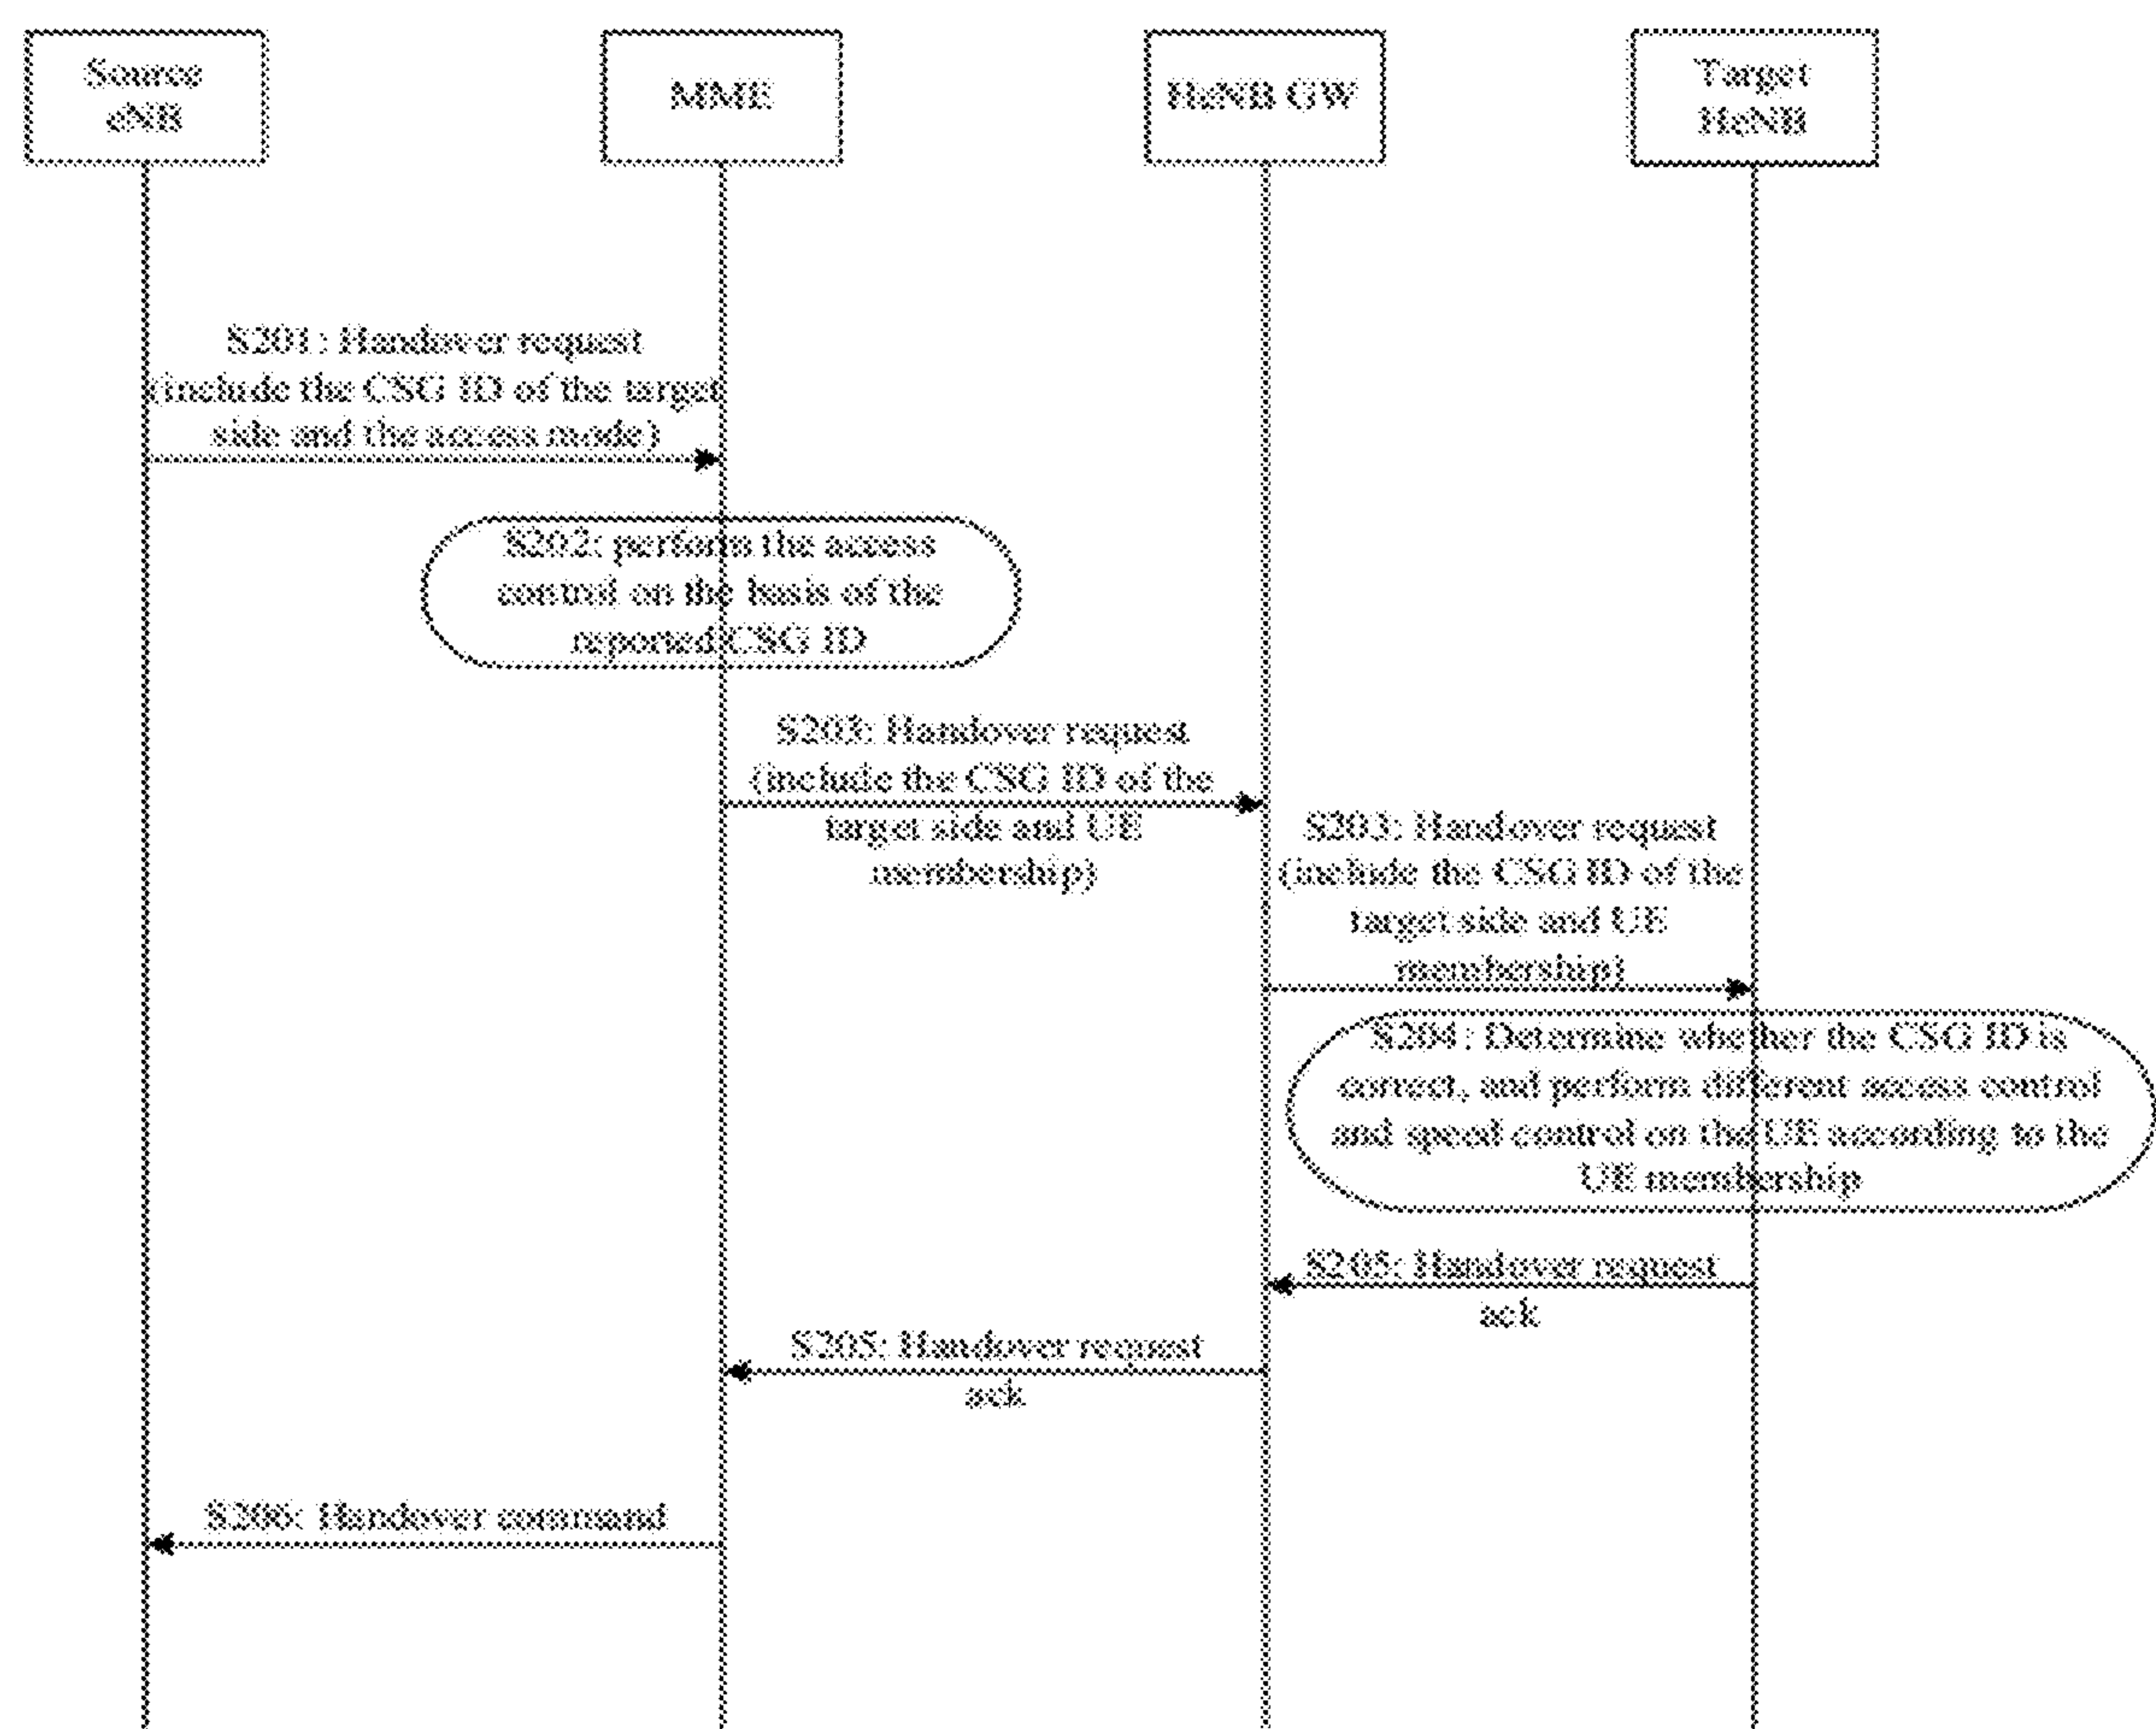 Source
eNB
MME
HeNB GW
Target
HeNB
S201: Handover request
(include the CSG ID of the target
side and the access mode)
S202: perform the access
control on the basis of the
reported CSG ID
S203: Handover request
(include the CSG ID of the
target side and UE
membership)
S203: Handover request
(include the CSG ID of the
target side and UE
membership)
S204: Determine whether the CSG ID is
correct, and perform different access control
and speed control on the UE according to the
UE membership
S205: Handover request
ack
S205: Handover request
ack
S206: Handover command